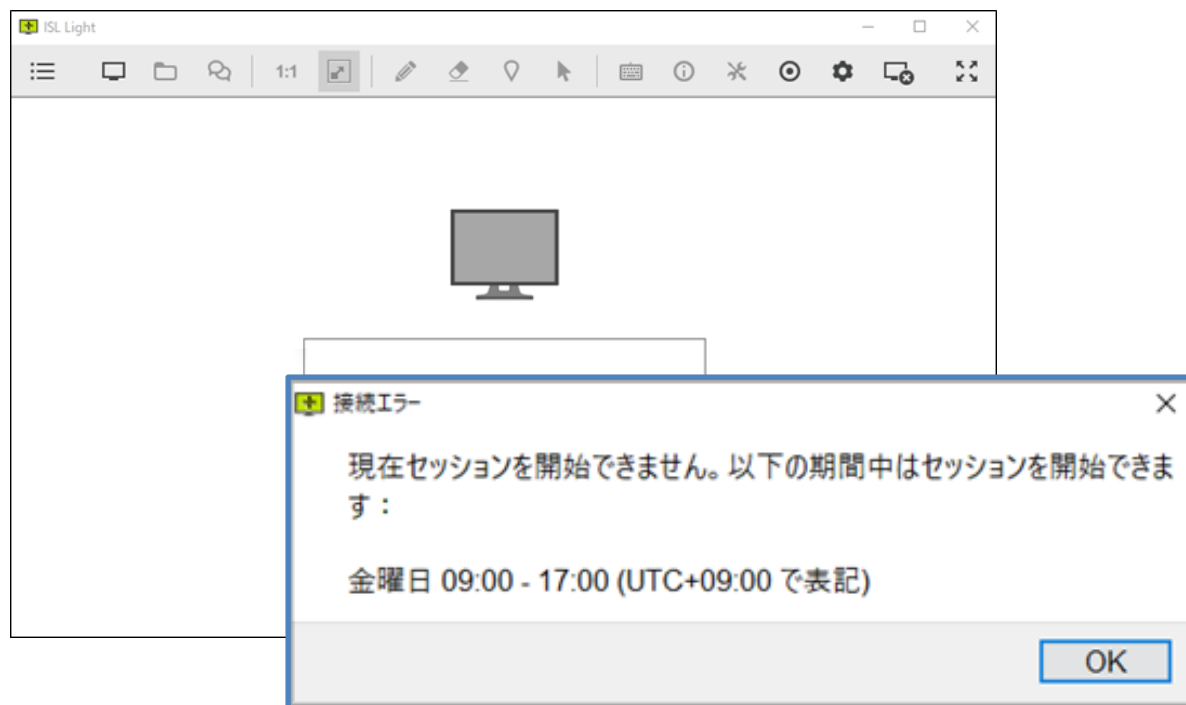 ISL Light
1:1
接続エラー
現在セッションを開始できません。以下の期間中はセッションを開始できま
す：
金曜日 09:00 - 17:00 (UTC+09:00 で表記)
OK